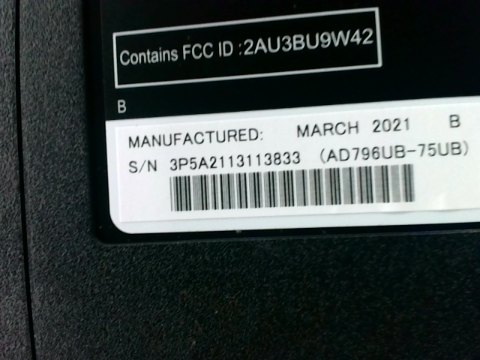 Contains FCC ID :2AU3BU9W42
B
MANUFACTURED: MARCH 2021 B
S/N 3P5A2113113833 (AD796UB-75UB)